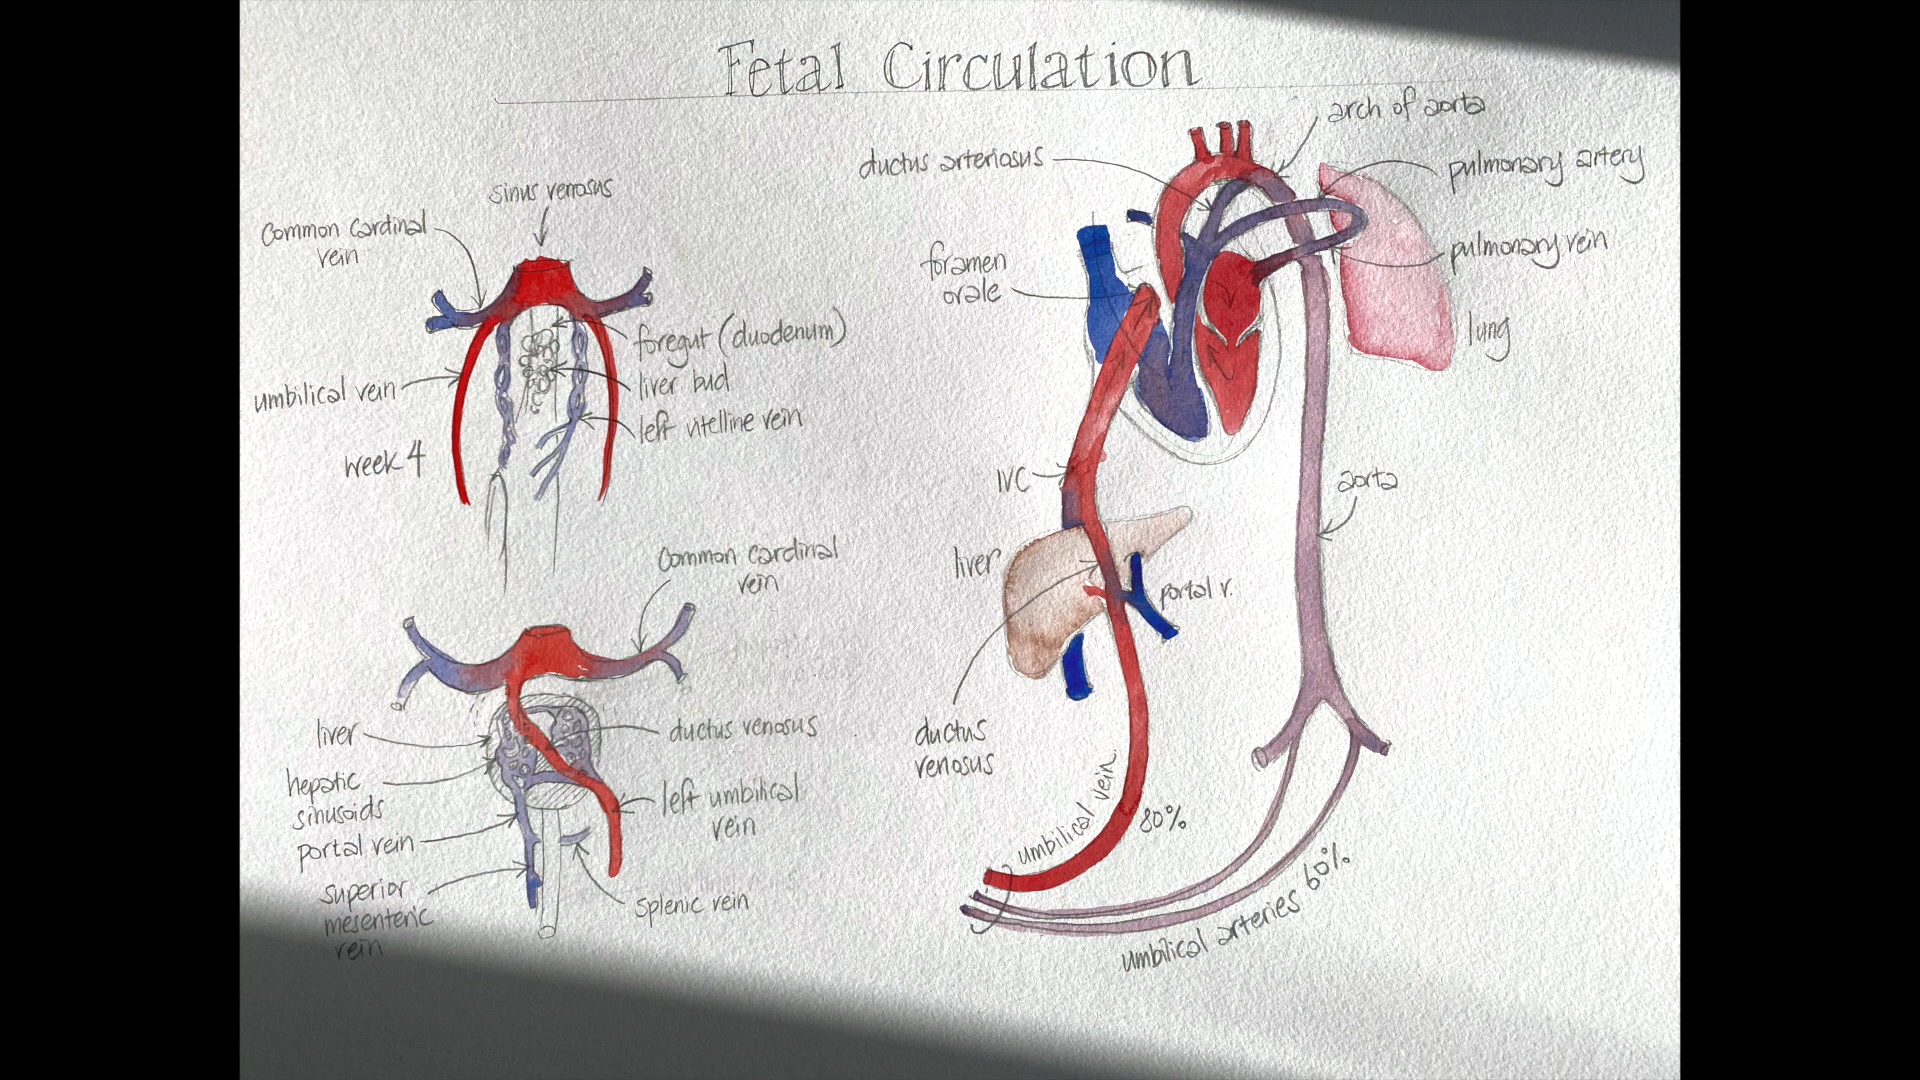 Fetal Circulation
sinus venosus
Common cardinal
vein
foregut (duodenum)
liver bud
left vitelline vein
umbilical vein
week 4
Common cardinal
vein
liver
hepatic
sinusoids
portal vein
superior
mesenteric
vein
ductus venosus
left umbilical
vein
splenic vein
arch of aorta
ductus arteriosus
pulmonary artery
pulmonary vein
foramen
orale
lung
IVC
aorta
liver
portal v.
ductus
venosus
umbilical vein
80%
umbilical arteries 60%